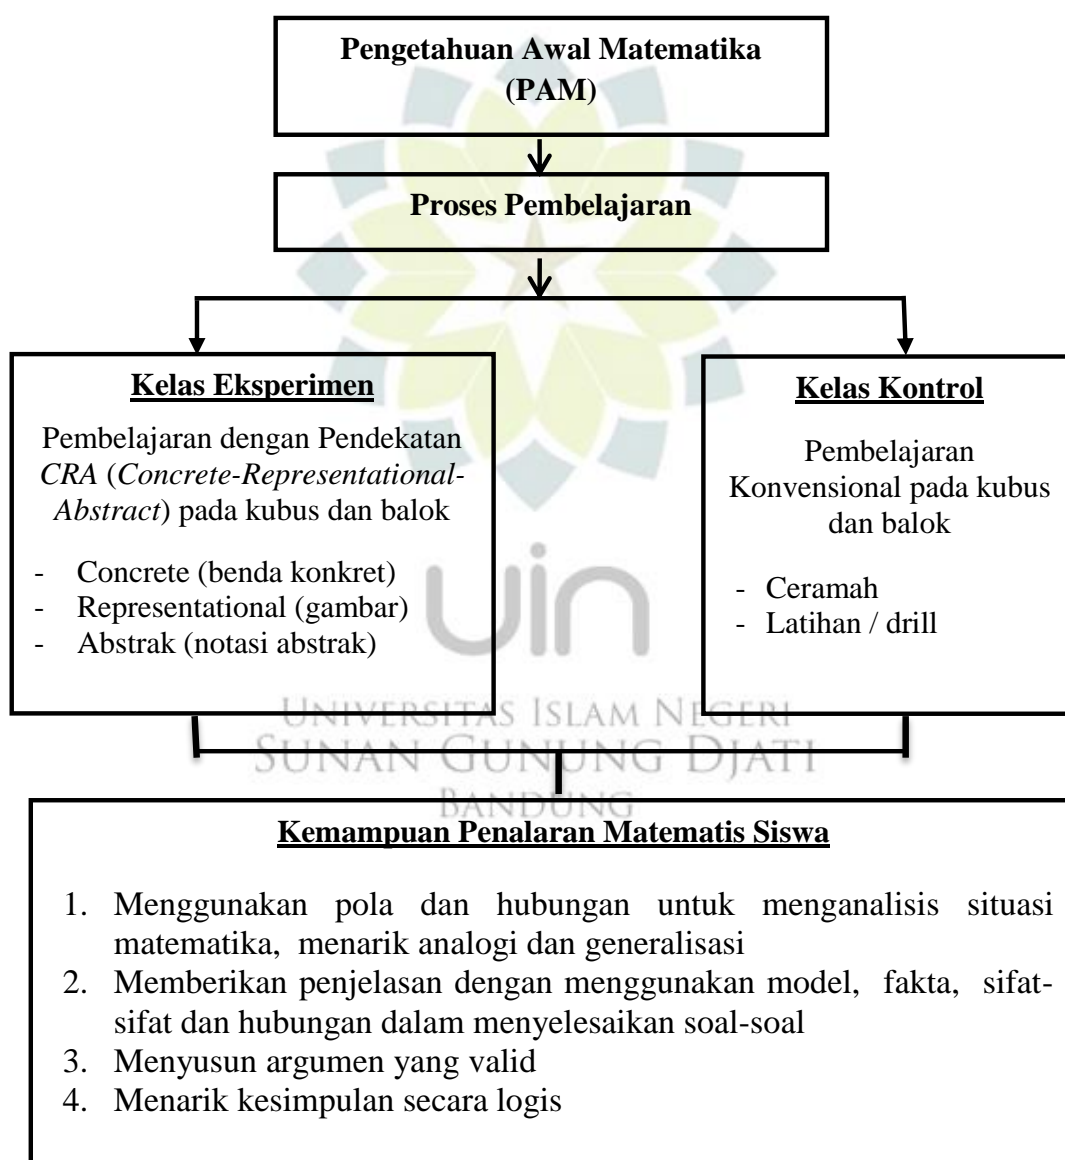 Pengetahuan Awal Matematika
(PAM)
Proses Pembelajaran
Kelas Eksperimen
Pembelajaran dengan Pendekatan
CRA (Concrete-Representational-
Abstract) pada kubus dan balok
- Concrete (benda konkret)
- Representational (gambar)
- Abstrak (notasi abstrak)
Kelas Kontrol
Pembelajaran
Konvensional pada kubus
dan balok
- Ceramah
- Latihan / drill
uin
UNIVERSITAS ISLAM NEGERI
SUNAN GUNUNG DJATI
BANDUNG
Kemampuan Penalaran Matematis Siswa
1. Menggunakan pola dan hubungan untuk menganalisis situasi
matematika, menarik analogi dan generalisasi
2. Memberikan penjelasan dengan menggunakan model, fakta, sifat-
sifat dan hubungan dalam menyelesaikan soal-soal
3. Menyusun argumen yang valid
4. Menarik kesimpulan secara logis